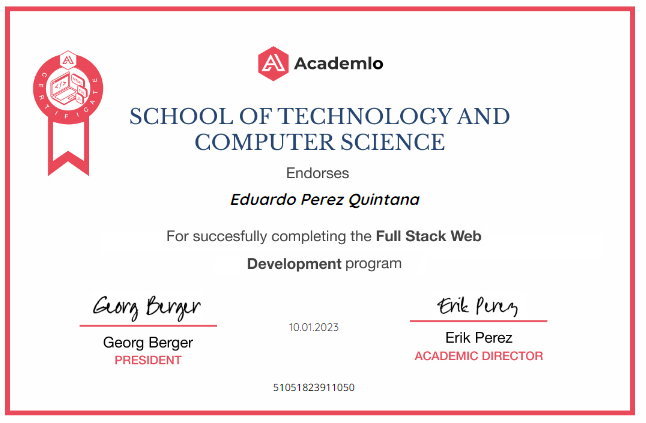 Academlo
CERTIFICATE
SCHOOL OF TECHNOLOGY AND
COMPUTER SCIENCE
Endorses
Eduardo Perez Quintana
For succesfully completing the Full Stack Web
Development program
Georg Berger
Erik Perez
10.01.2023
Georg Berger
Erik Perez
PRESIDENT
ACADEMIC DIRECTOR
51051823911050